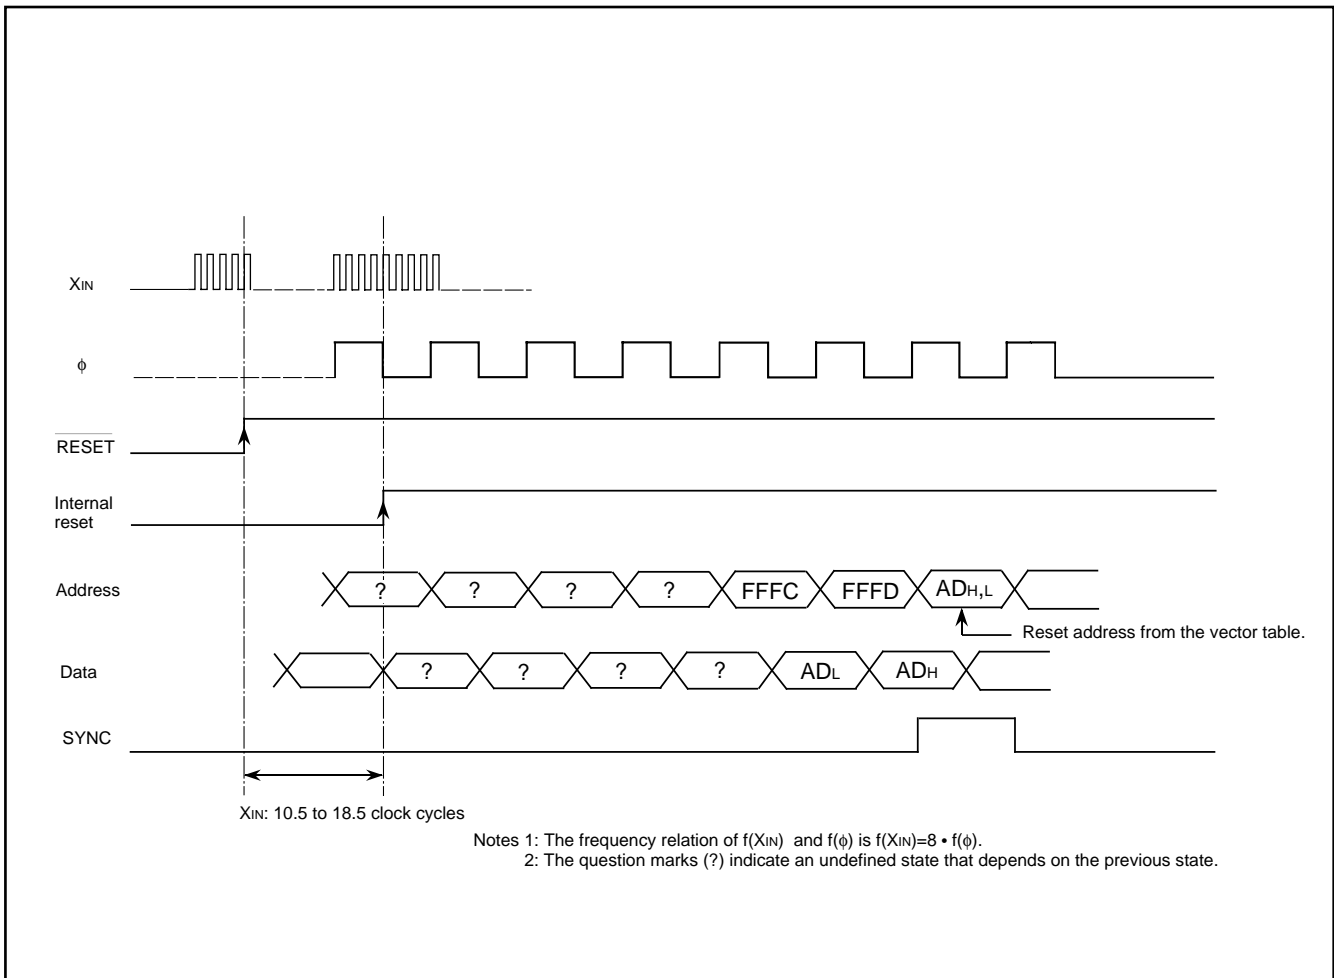 XIN
ϕ
RESET
Internal
reset
Address
? ? ? ? FFFC FFFD ADH,L
Reset address from the vector table.
Data
? ? ? ? ADL ADH
SYNC
XIN: 10.5 to 18.5 clock cycles
Notes 1: The frequency relation of f(XIN) and f(ϕ) is f(XIN)=8 • f(ϕ).
2: The question marks (?) indicate an undefined state that depends on the previous state.